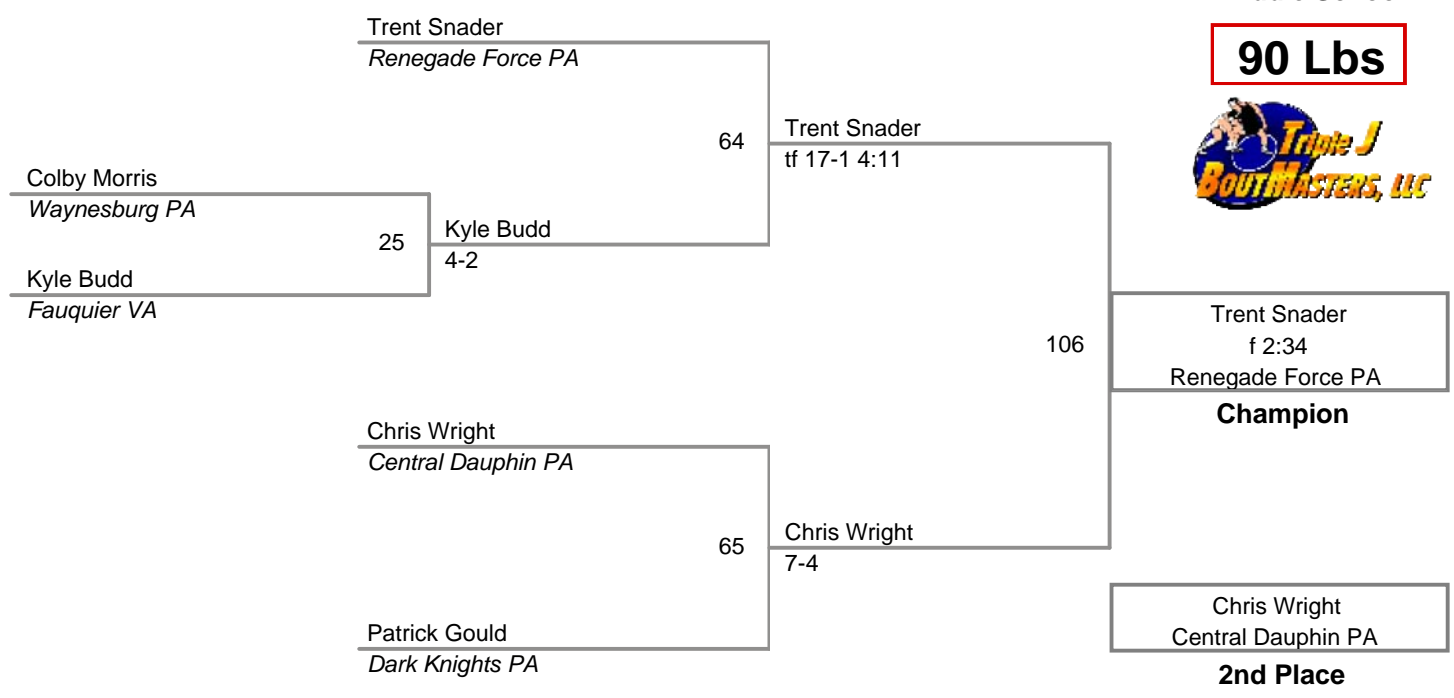 90 Lbs
Triple J
BoutMasters, LLC
Trent Snader
Renegade Force PA
64
Trent Snader
tf 17-1 4:11
Colby Morris
Waynesburg PA
25
Kyle Budd
4-2
Kyle Budd
Fauquier VA
106
Trent Snader
f 2:34
Renegade Force PA
Champion
Chris Wright
Central Dauphin PA
65
Chris Wright
7-4
Patrick Gould
Dark Knights PA
Chris Wright
Central Dauphin PA
2nd Place